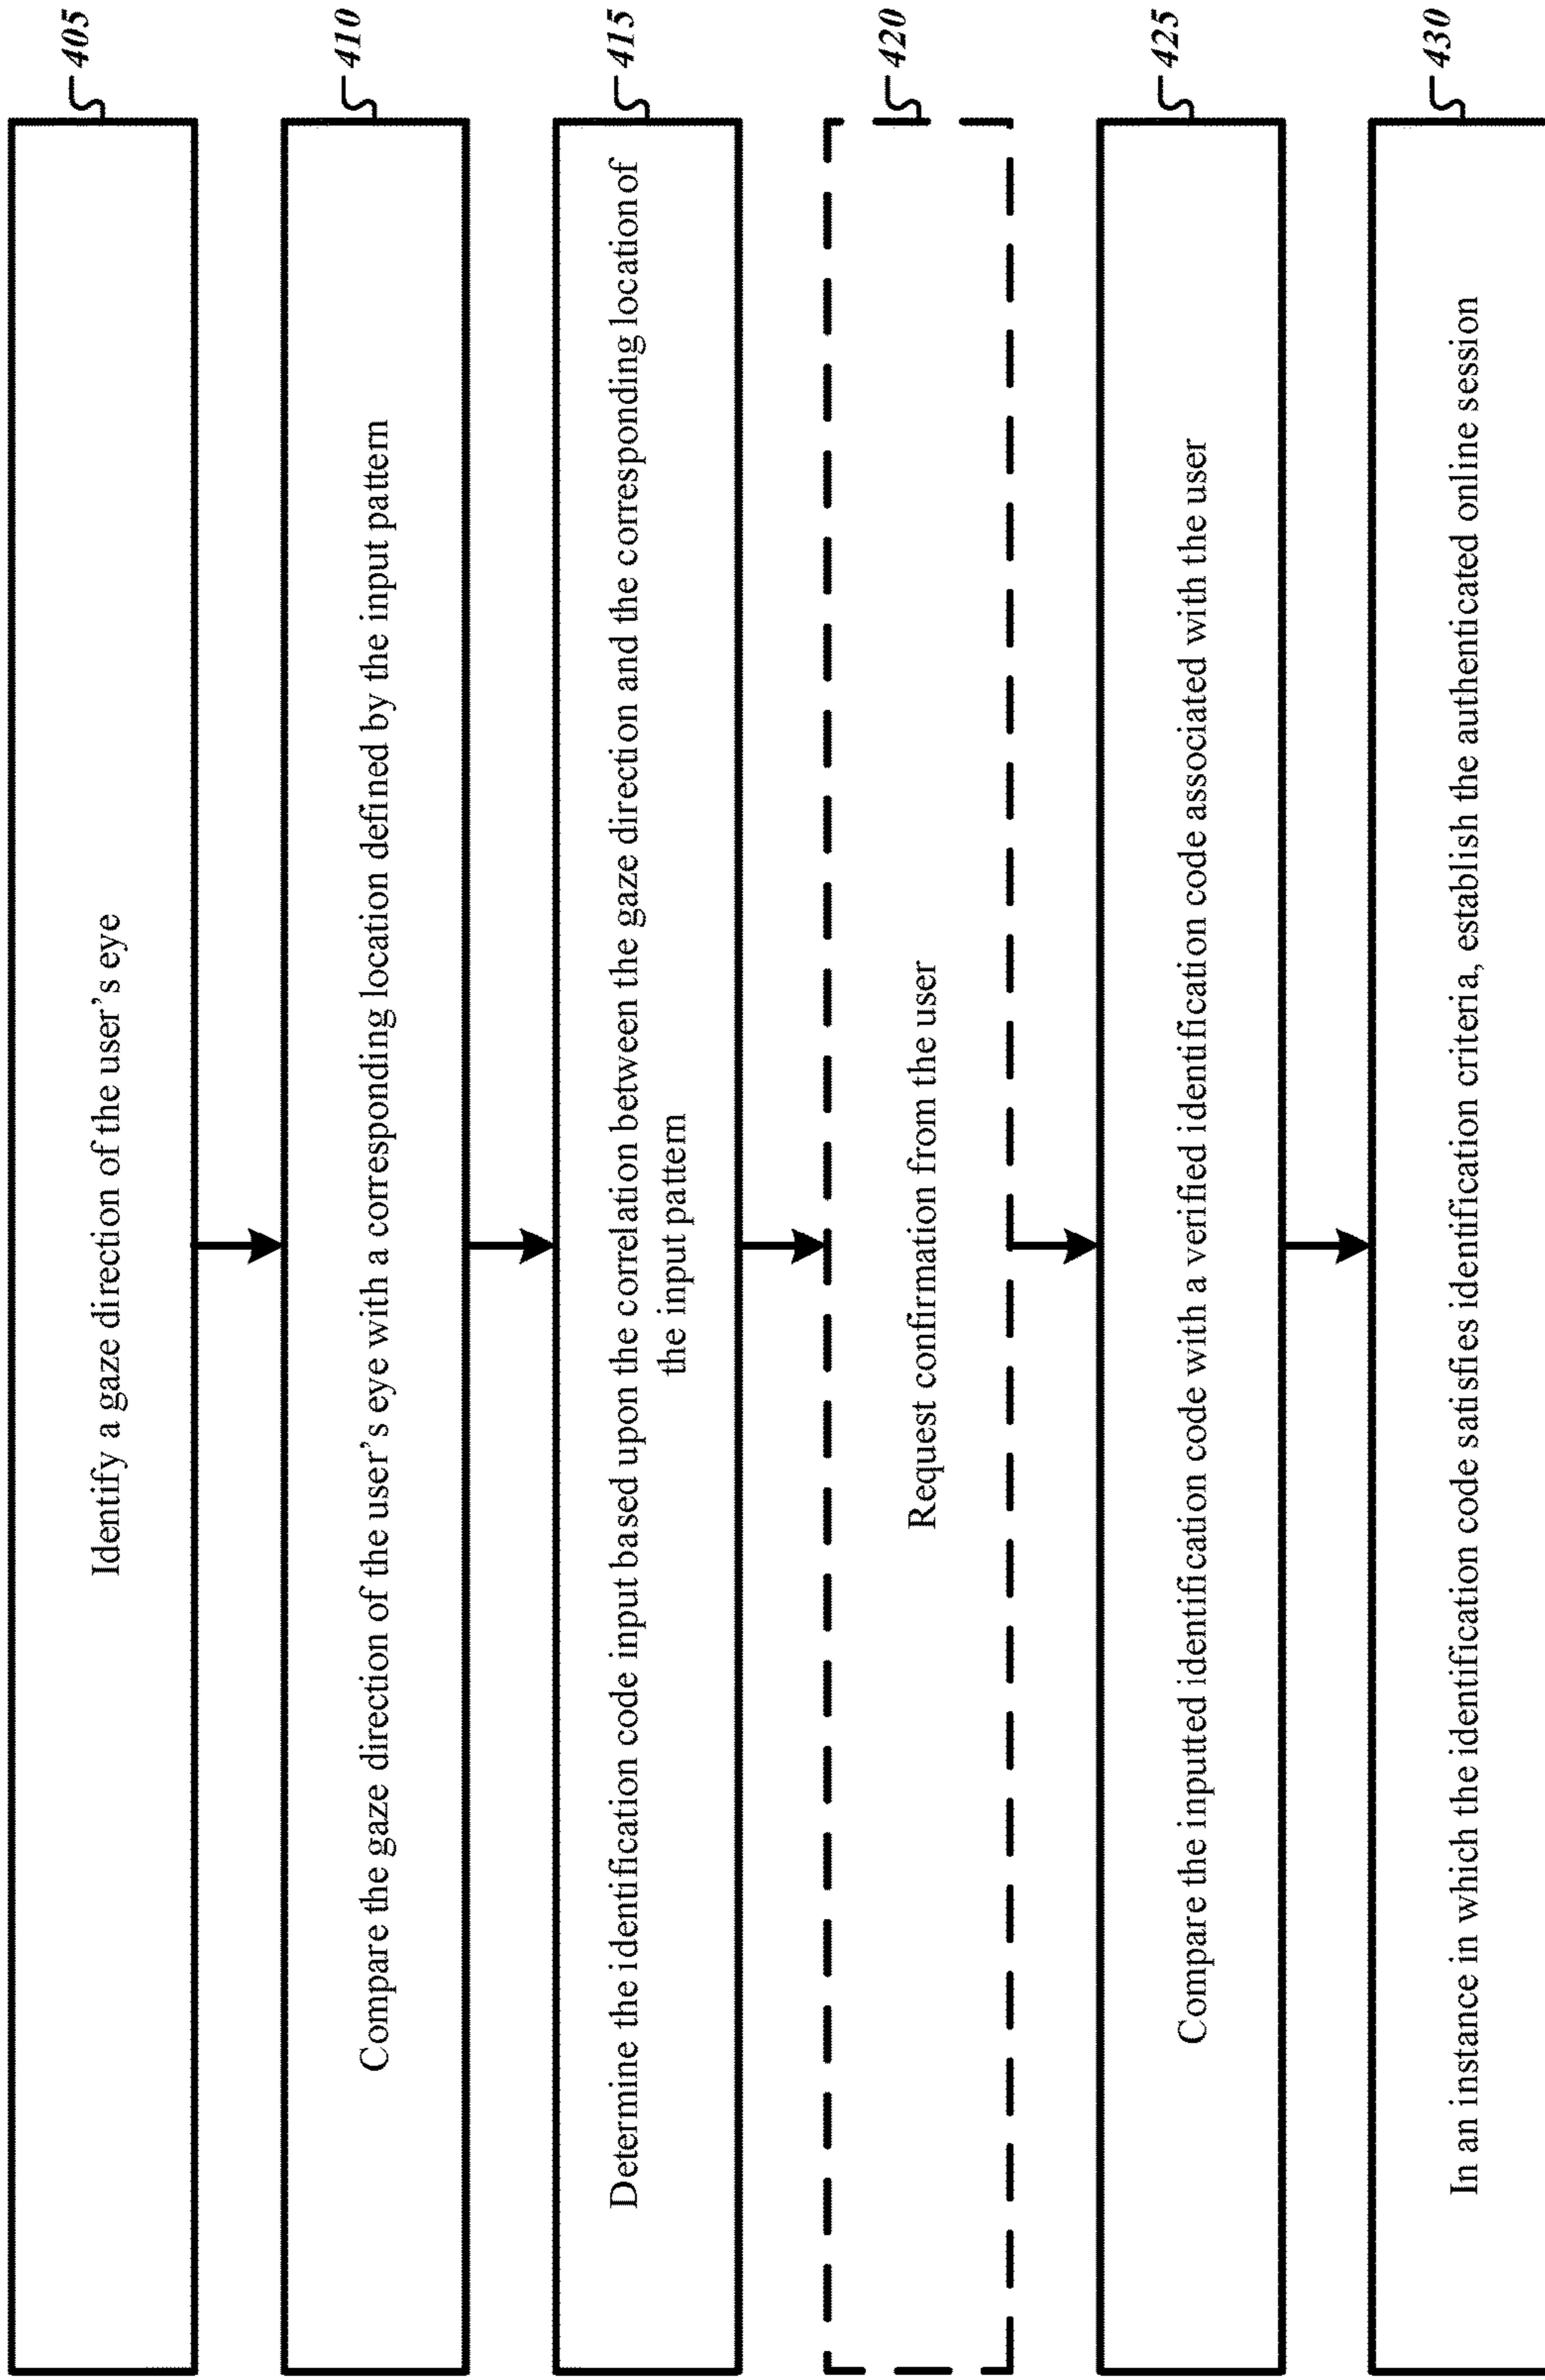 405
Identify a gaze direction of the user's eye
410
Compare the gaze direction of the user's eye with a corresponding location defined by the input pattern
415
Determine the identification code input based upon the correlation between the gaze direction and the corresponding location of
the input pattern
420
Request confirmation from the user
425
Compare the inputted identification code with a verified identification code associated with the user
430
In an instance in which the identification code satisfies identification criteria, establish the authenticated online session